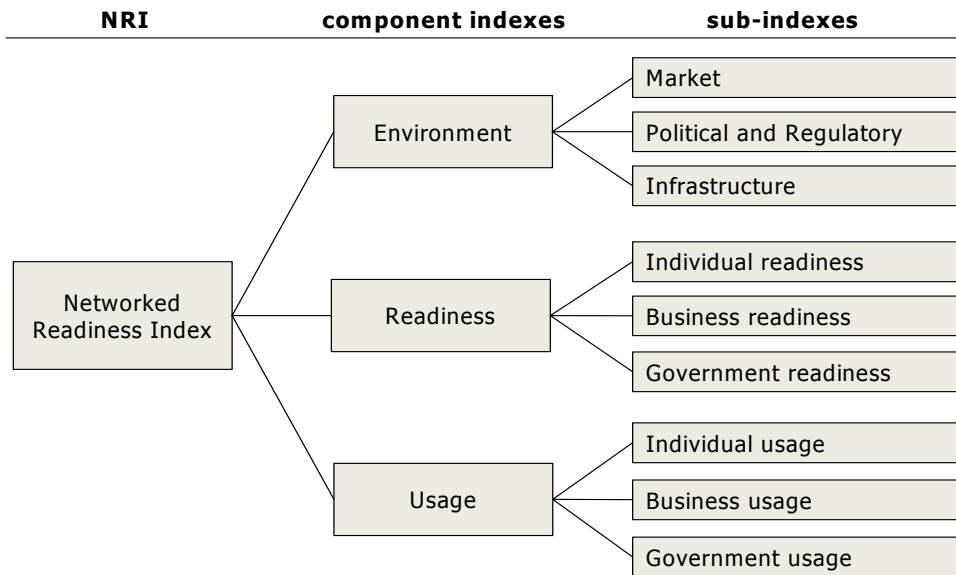 NRI component indexes sub-indexes
Market
Environment
Political and Regulatory
Infrastructure
Individual readiness
Networked
Readiness Index
Readiness
Business readiness
Government readiness
Individual usage
Usage
Business usage
Government usage